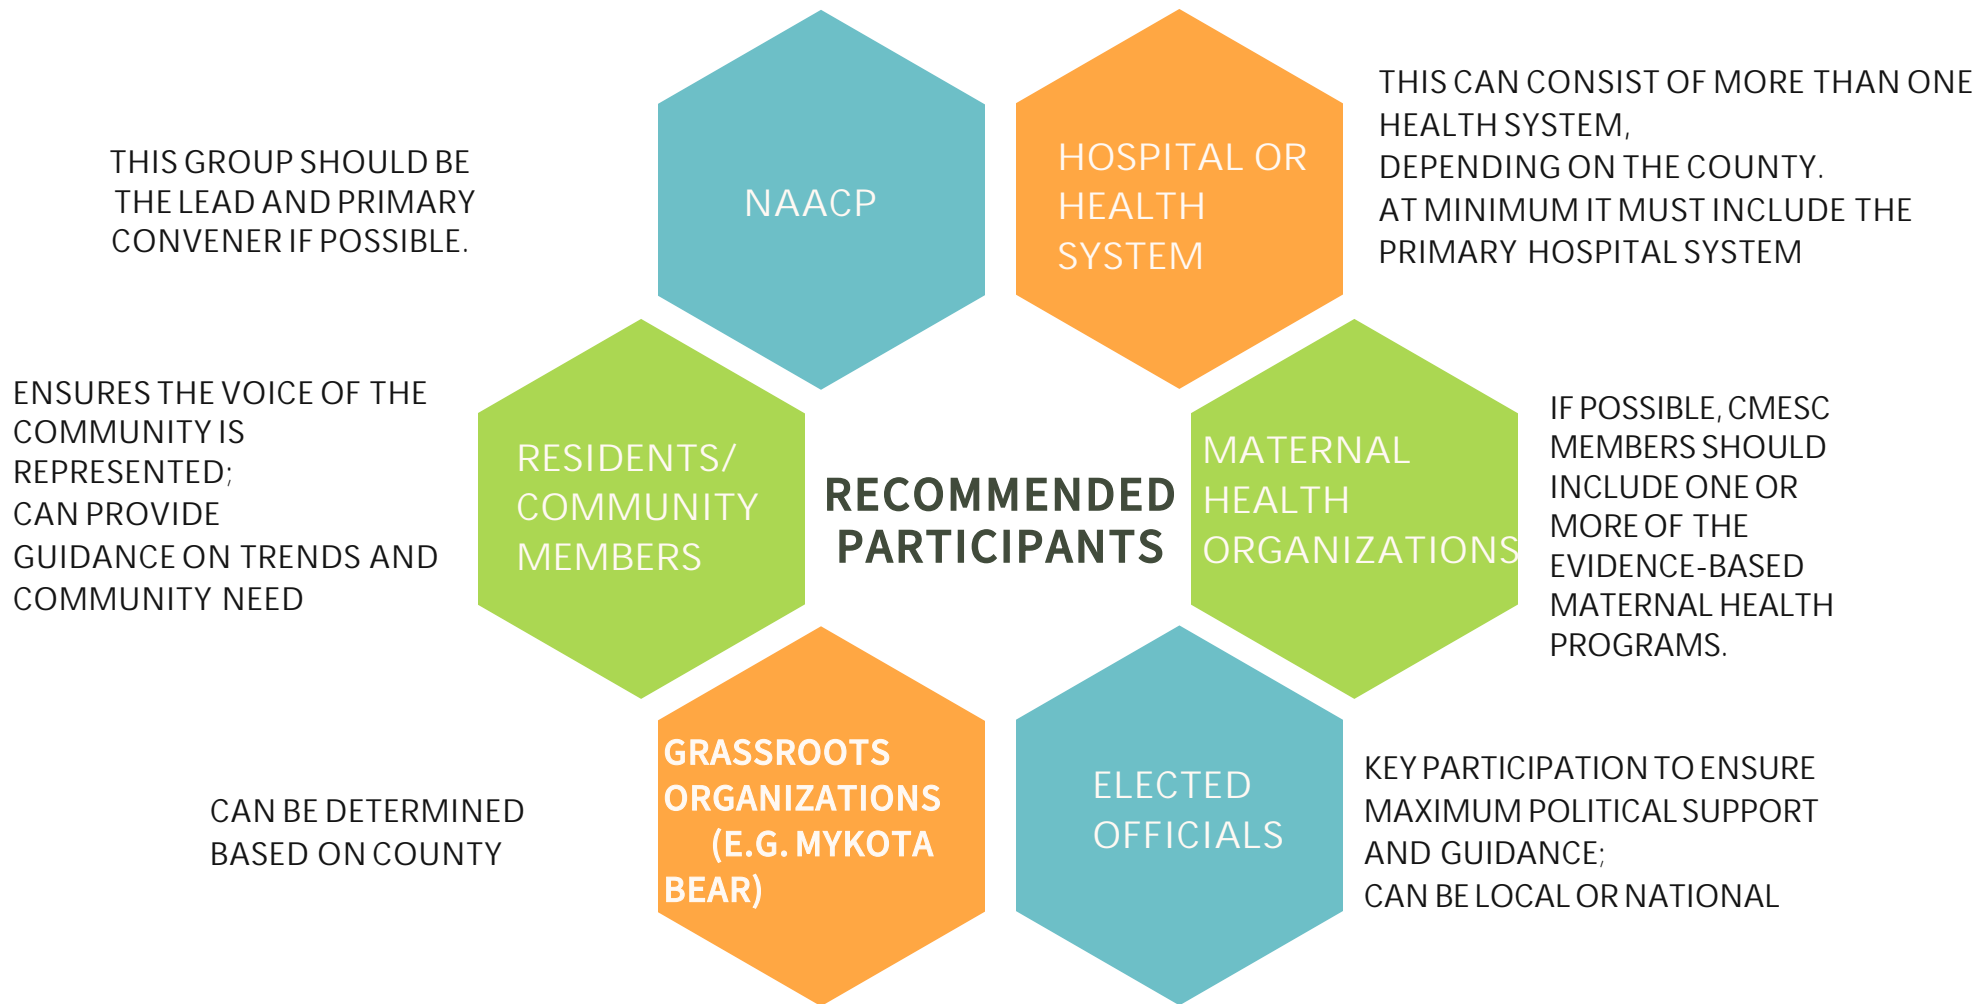 THIS GROUP SHOULD BE
THE LEAD AND PRIMARY
CONVENER IF POSSIBLE.
NAACP
HOSPITAL OR
HEALTH
SYSTEM
THIS CAN CONSIST OF MORE THAN ONE
HEALTH SYSTEM,
DEPENDING ON THE COUNTY.
AT MINIMUM IT MUST INCLUDE THE
PRIMARY HOSPITAL SYSTEM
ENSURES THE VOICE OF THE
COMMUNITY IS
REPRESENTED;
CAN PROVIDE
GUIDANCE ON TRENDS AND
COMMUNITY NEED
RESIDENTS/
COMMUNITY
MEMBERS
RECOMMENDED
PARTICIPANTS
MATERNAL
HEALTH
ORGANIZATIONS
IF POSSIBLE, CMESC
MEMBERS SHOULD
INCLUDE ONE OR
MORE OF THE
EVIDENCE-BASED
MATERNAL HEALTH
PROGRAMS.
CAN BE DETERMINED
BASED ON COUNTY
GRASSROOTS
ORGANIZATIONS
(E.G. MYKOTA
BEAR)
ELECTED
OFFICIALS
KEY PARTICIPATION TO ENSURE
MAXIMUM POLITICAL SUPPORT
AND GUIDANCE;
CAN BE LOCAL OR NATIONAL